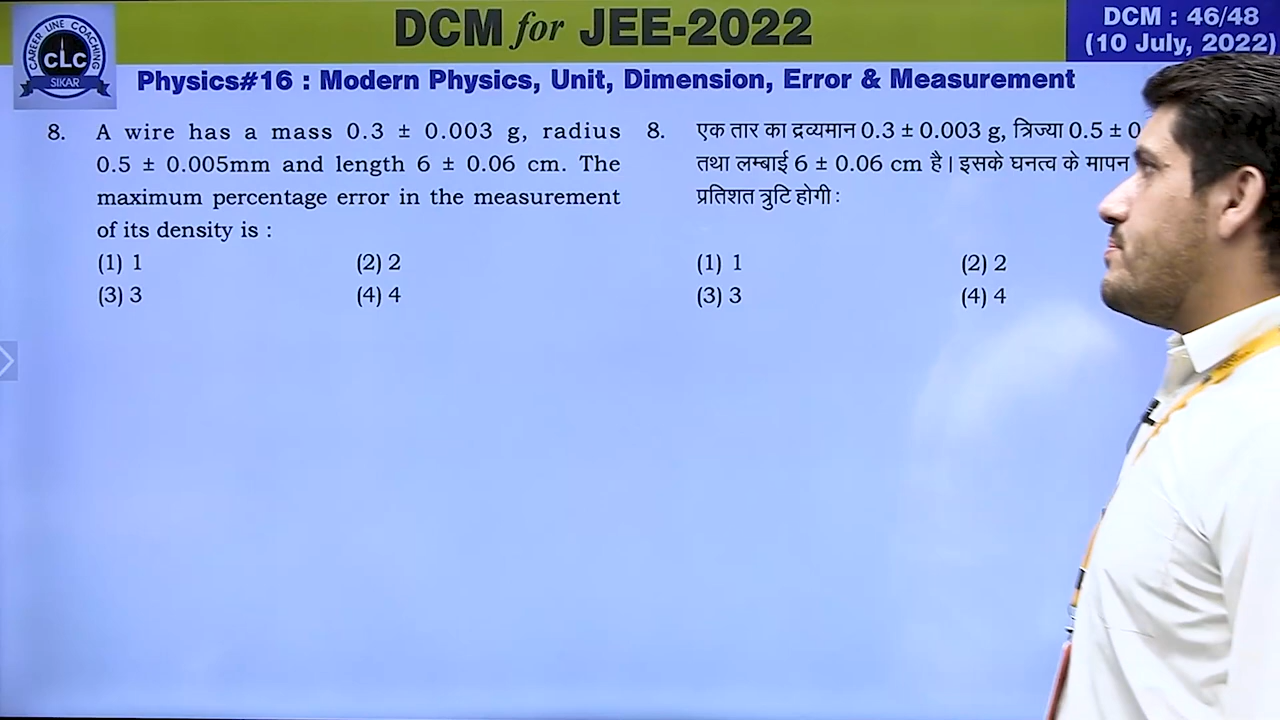 DCM for JEE-2022
DCM : 46/48
(10 July, 2022)
CAREER LINE COACHING
CLC
SIKAR
Physics#16 : Modern Physics, Unit, Dimension, Error & Measurement
8. A wire has a mass 0.3 ± 0.003 g, radius
0.5 ± 0.005mm and length 6 ± 0.06 cm. The
maximum percentage error in the measurement
of its density is :
(1) 1 (2) 2
(3) 3 (4) 4
8. एक तार का द्रव्यमान 0.3 ± 0.003 g, त्रिज्या 0.5 ± 0
तथा लम्बाई 6 ± 0.06 cm है। इसके घनत्व के मापन
प्रतिशत त्रुटि होगी :
(1) 1 (2) 2
(3) 3 (4) 4